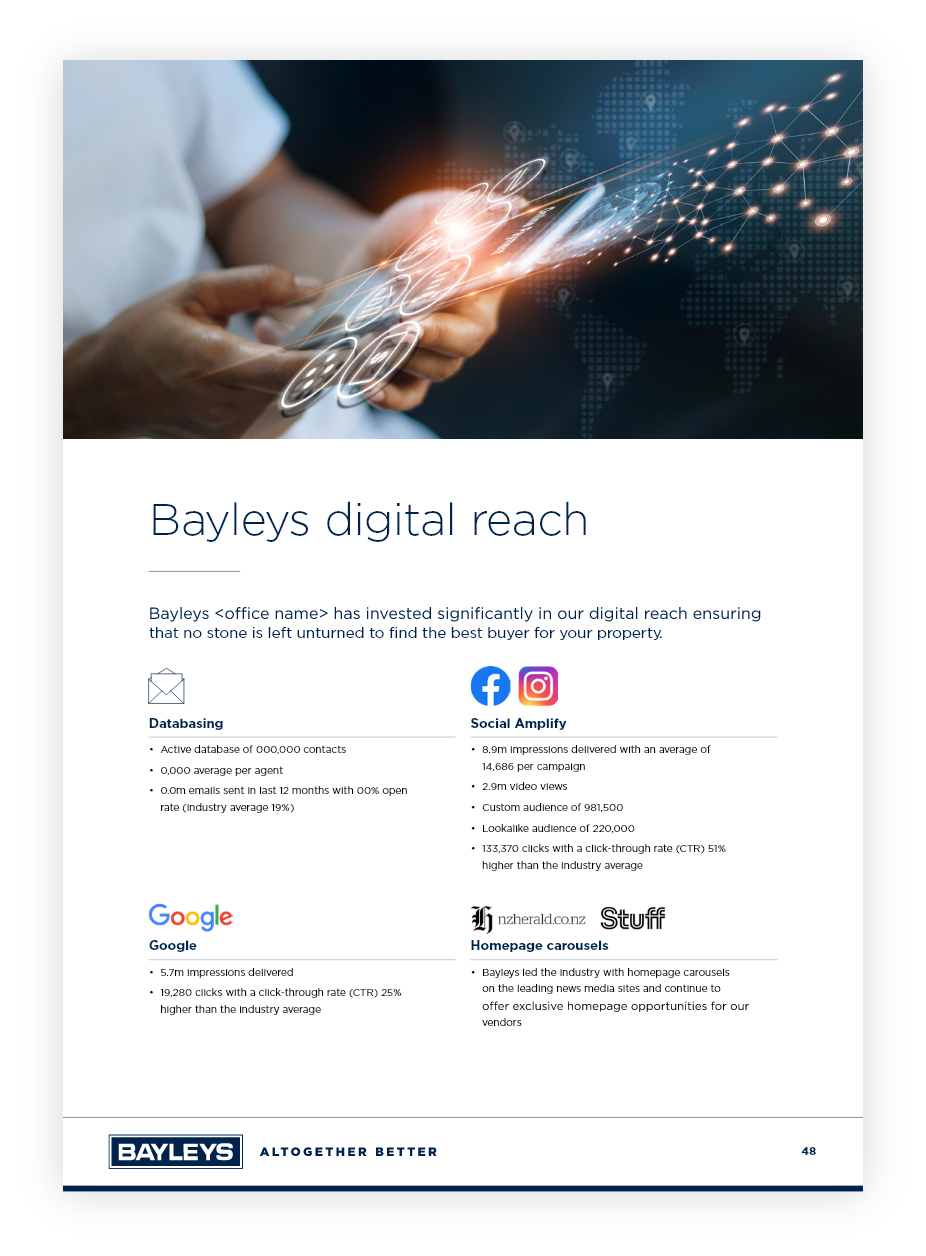 Bayleys digital reach
Bayleys <office name> has invested significantly in our digital reach ensuring
that no stone is left unturned to find the best buyer for your property.
Databasing
• Active database of 000,000 contacts
• 0,000 average per agent
• 0.0m emails sent in last 12 months with 00% open
rate (industry average 19%)
Social Amplify
• 8.9m impressions delivered with an average of
14,686 per campaign
• 2.9m video views
• Custom audience of 981,500
• Lookalike audience of 220,000
• 133,370 clicks with a click-through rate (CTR) 51%
higher than the industry average
Google
Google
• 5.7m impressions delivered
• 19,280 clicks with a click-through rate (CTR) 25%
higher than the industry average
nzherald.co.nz Stuff
Homepage carousels
• Bayleys led the industry with homepage carousels
on the leading news media sites and continue to
offer exclusive homepage opportunities for our
vendors
BAYLEYS ALTOGETHER BETTER 48